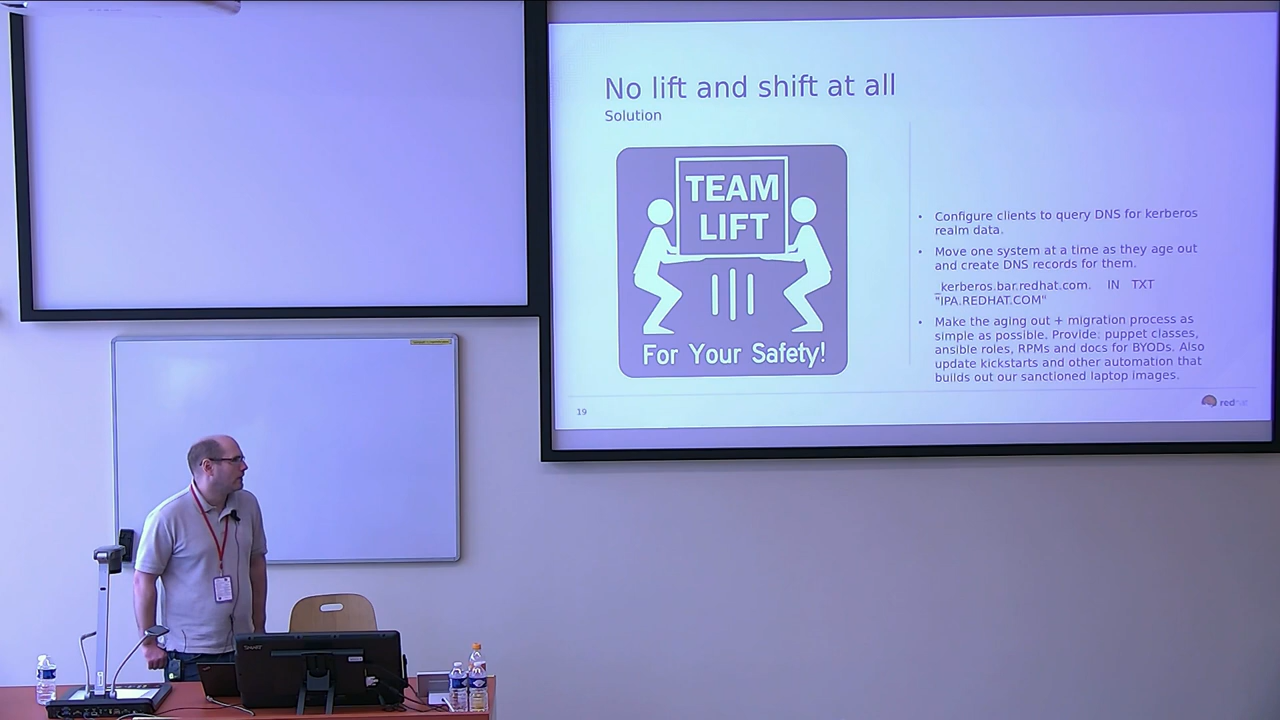 No lift and shift at all
Solution
TEAM
LIFT
For Your Safety!
• Configure clients to query DNS for kerberos
realm data.
• Move one system at a time as they age out
and create DNS records for them.
_kerberos.bar.redhat.com. IN TXT
"IPA.REDHAT.COM"
• Make the aging out + migration process as
simple as possible. Provide: puppet classes,
ansible roles, RPMs and docs for BYODs. Also
update kickstarts and other automation that
builds out our sanctioned laptop images.
19
redhat